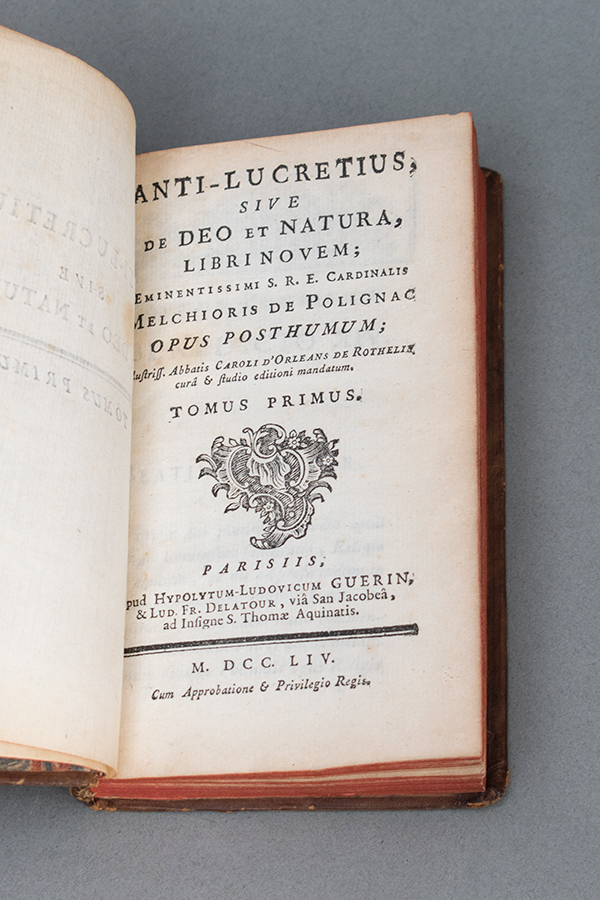 ANTI-LUCRETIUS,
SIVE
DE DEO ET NATURA,
LIBRI NOVEM;
EMINENTISSIMI S. R. E. CARDINALIS
MELCHIORIS DE POLIGNAC
OPUS POSTHUMUM;
llustriss. Abbatis CAROLI D'ORLEANS DE ROTHELIN
curâ & studio editioni mandatum.
TOMUS PRIMUS.
PARISIIS,
pud HYPOLYTUM-LUDOVICUM GUERIN,
& LUD. FR. DELATOUR, viâ San Jacobeâ,
ad Insigne S. Thomæ Aquinatis.
M. DCC. LIV.
Cum Approbatione & Privilegio Regis.